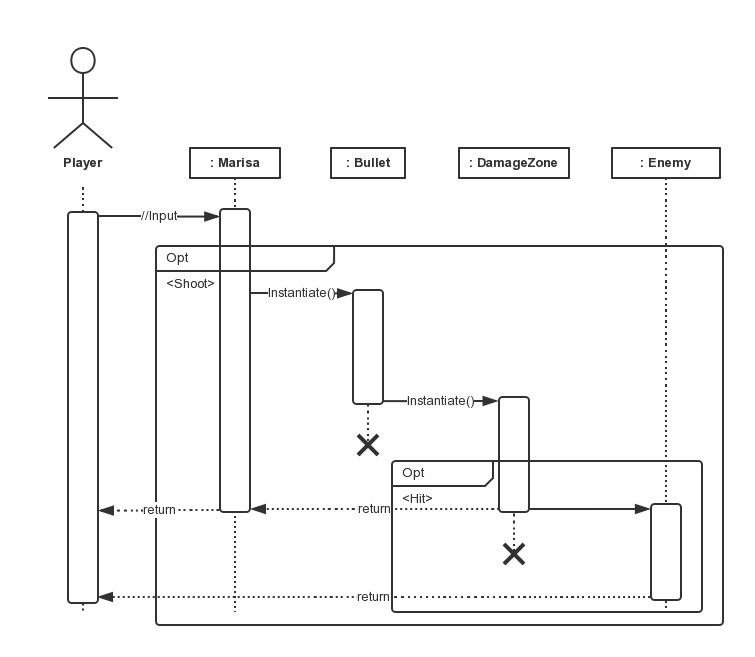 Player
: Marisa
: Bullet
: DamageZone
: Enemy
//Input
Opt
<Shoot>
Instantiate()
Instantiate()
Opt
<Hit>
return
return
return